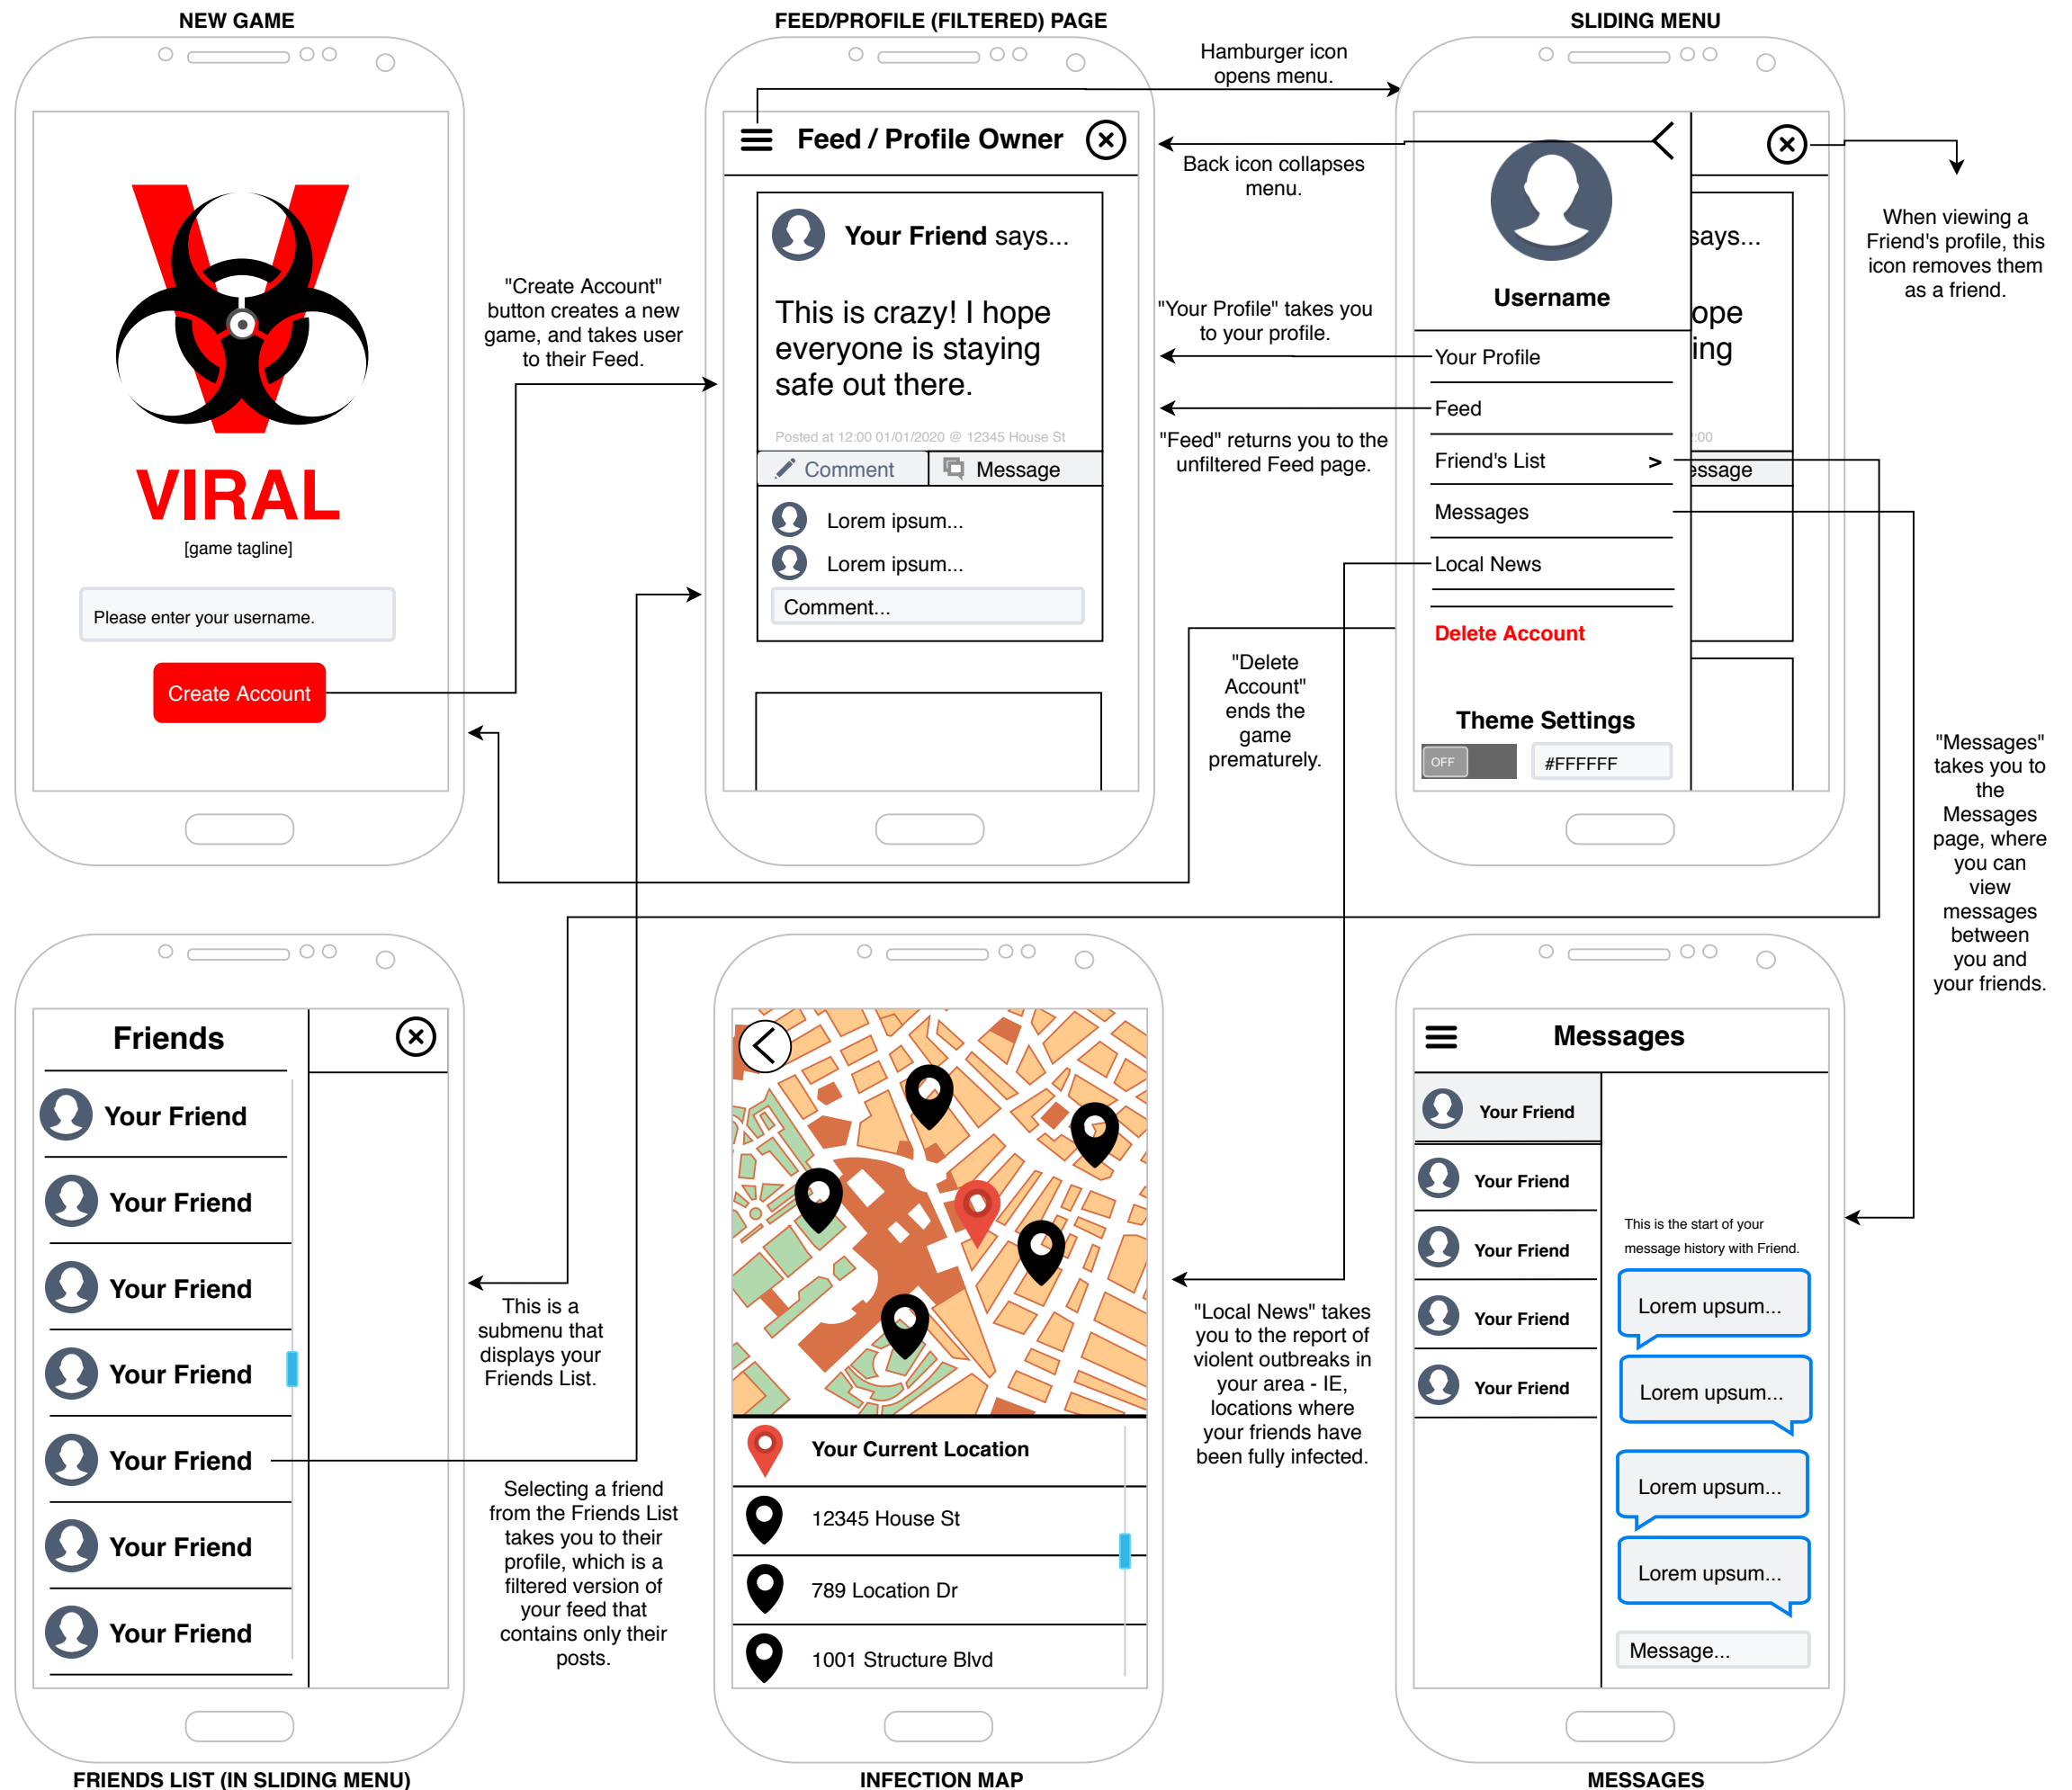 NEW GAME
FEED/PROFILE (FILTERED) PAGE
SLIDING MENU
V
VIRAL
[game tagline]
Please enter your username.
Create Account
"Create Account"
button creates a new
game, and takes user
to their Feed.
Feed / Profile Owner
Your Friend says...
This is crazy! I hope
everyone is staying
safe out there.
Posted at 12:00 01/01/2020 @ 12345 House St
Comment
Message
Lorem ipsum...
Lorem ipsum...
Comment...
Hamburger icon
opens menu.
Back icon collapses
menu.
"Your Profile" takes you
to your profile.
"Feed" returns you to the
unfiltered Feed page.
"Delete
Account"
ends the
game
prematurely.
Username
Your Profile
Feed
Friend's List >
Messages
Local News
Delete Account
Theme Settings
OFF
#FFFFFF
says...
ope
ing
:00
essage
When viewing a
Friend's profile, this
icon removes them
as a friend.
"Messages"
takes you to
the
Messages
page, where
you can
view
messages
between
you and
your friends.
Friends
Your Friend
Your Friend
Your Friend
Your Friend
Your Friend
Your Friend
Your Friend
This is a
submenu that
displays your
Friends List.
Selecting a friend
from the Friends List
takes you to their
profile, which is a
filtered version of
your feed that
contains only their
posts.
Your Current Location
12345 House St
789 Location Dr
1001 Structure Blvd
"Local News" takes
you to the report of
violent outbreaks in
your area - IE,
locations where
your friends have
been fully infected.
Messages
Your Friend
Your Friend
Your Friend
Your Friend
Your Friend
This is the start of your
message history with Friend.
Lorem upsum...
Lorem upsum...
Lorem upsum...
Lorem upsum...
Message...
FRIENDS LIST (IN SLIDING MENU)
INFECTION MAP
MESSAGES